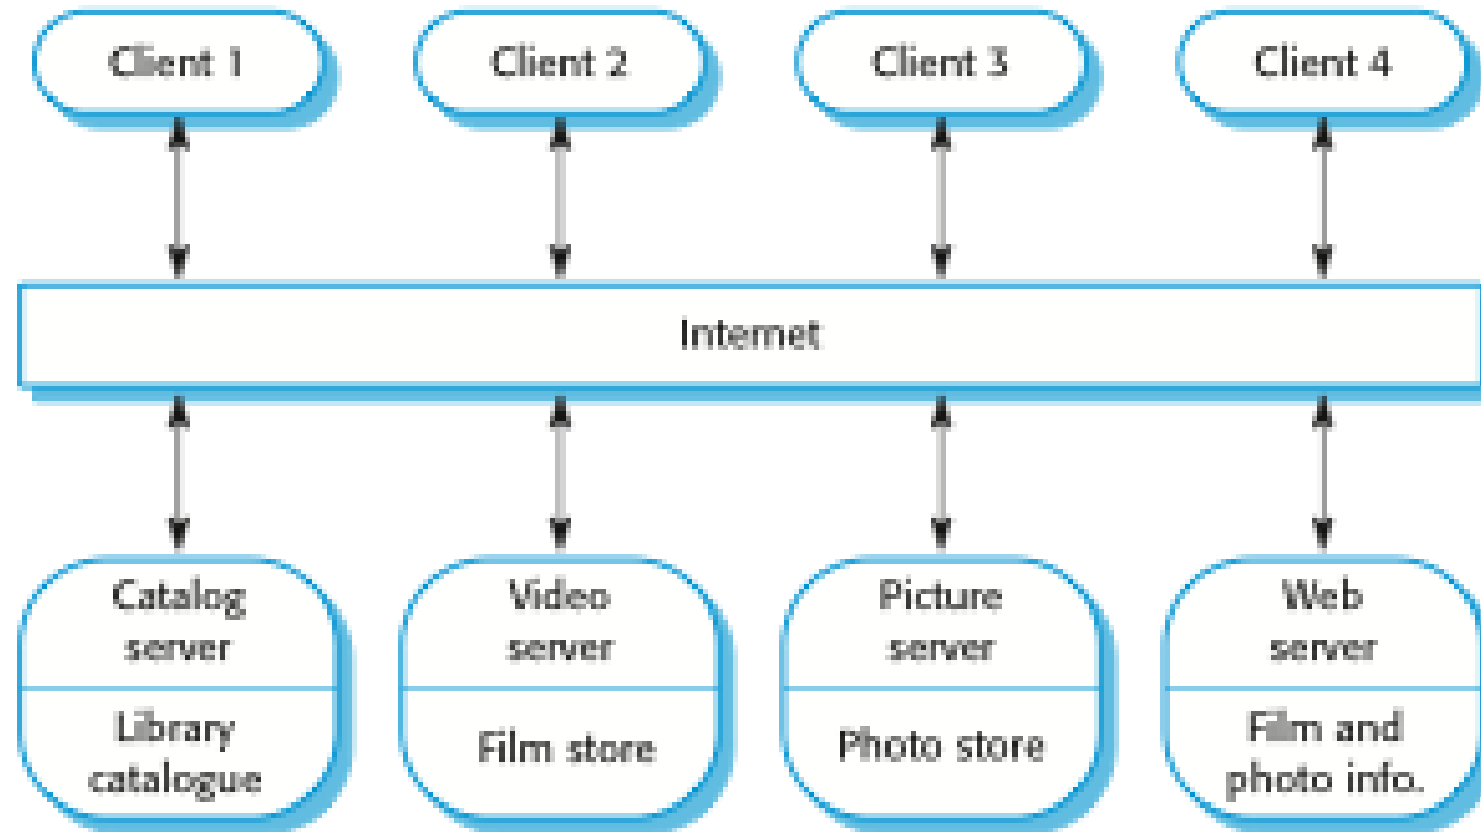 Client 1
Client 2
Client 3
Client 4
Internet
Catalog
server
Library
catalogue
Video
server
Film store
Picture
server
Photo store
Web
server
Film and
photo info.